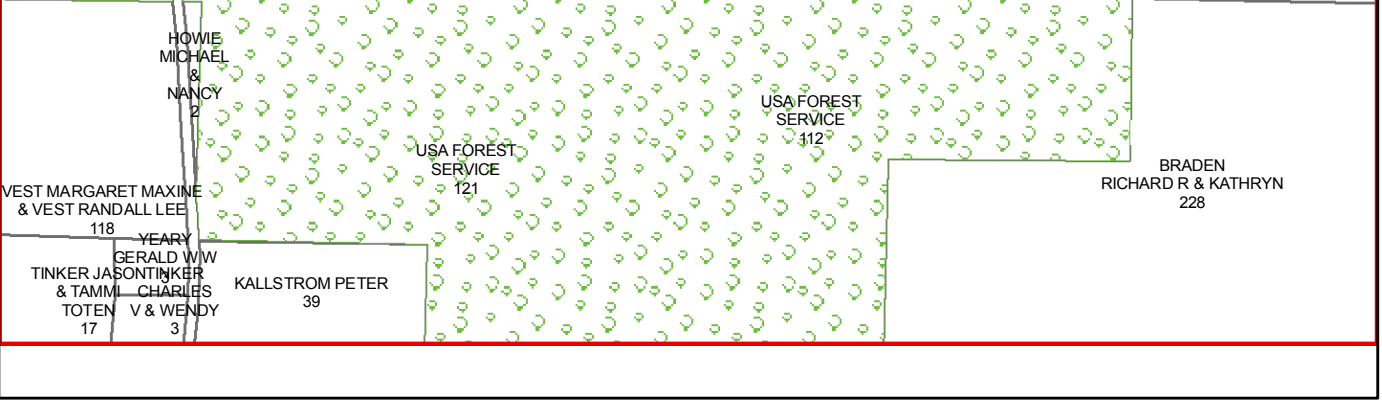 HOWIE
MICHAEL
&
NANCY
2
USA FOREST
SERVICE
112
USA FOREST
SERVICE
121
BRADEN
RICHARD R & KATHRYN
228
VEST MARGARET MAXINE
& VEST RANDALL LEE
118
YEARY
GERALD W W
3
TINKER JASON
& TAMMI
TOTEN
17
TINKER
CHARLES
V & WENDY
3
KALLSTROM PETER
39